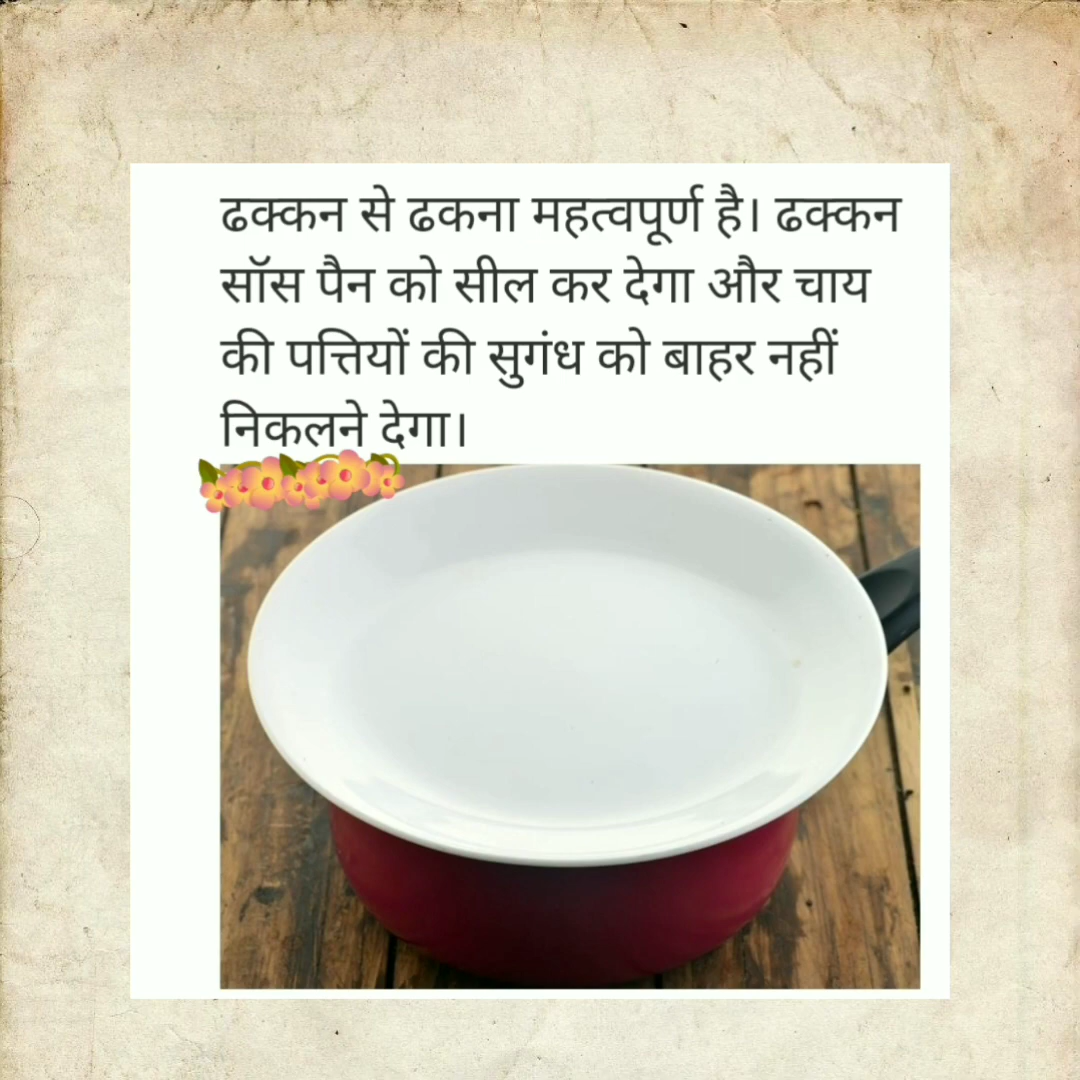 ढक्कन से ढकना महत्वपूर्ण है। ढक्कन
सॉस पैन को सील कर देगा और चाय
की पत्तियों की सुगंध को बाहर नहीं
निकलने देगा।